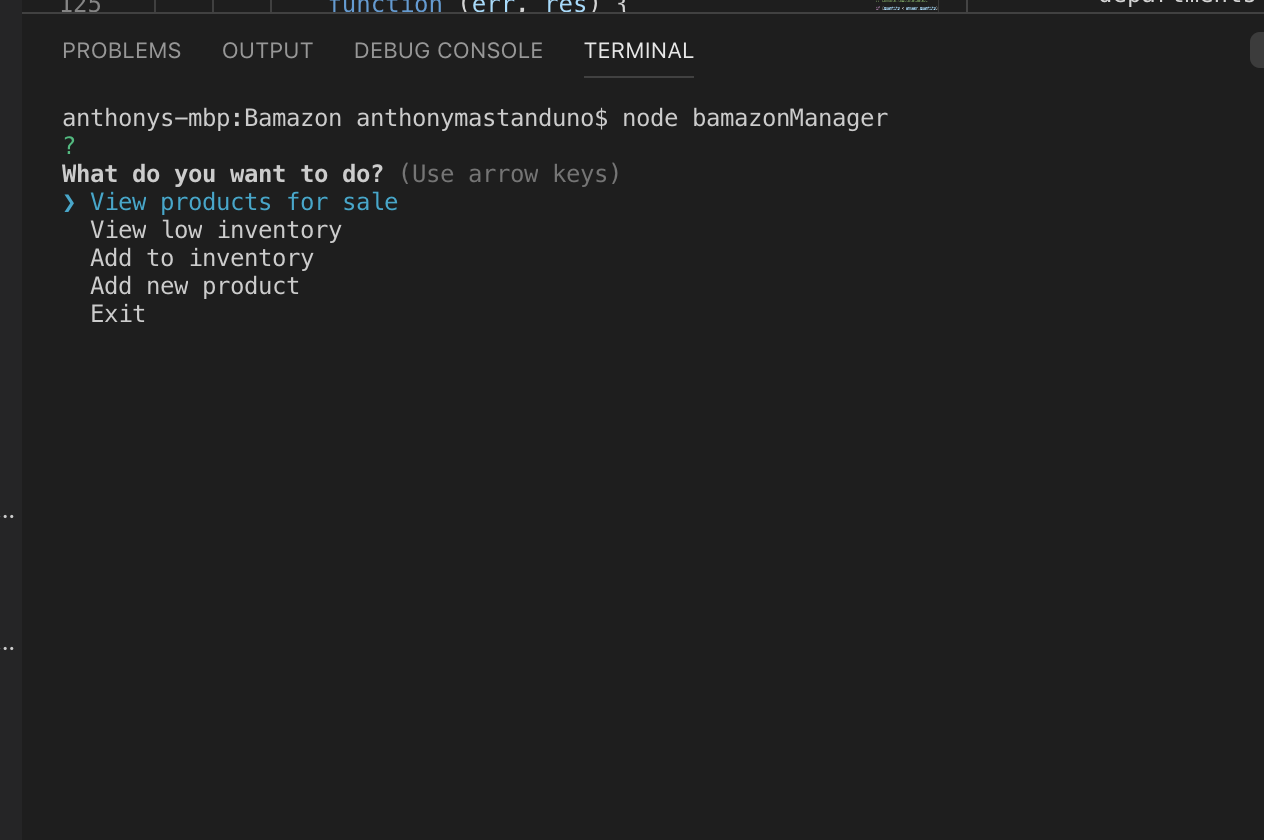 125 function (err, res) {
departments
PROBLEMS OUTPUT DEBUG CONSOLE TERMINAL
anthonys-mbp:Bamazon anthonymastanduno$ node bamazonManager
?
What do you want to do? (Use arrow keys)
❯ View products for sale
View low inventory
Add to inventory
Add new product
Exit
..
..